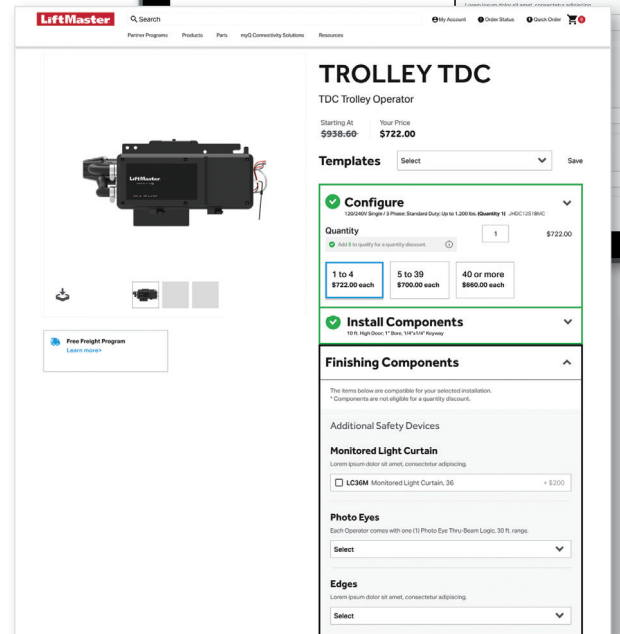 Lorem ipsum dolor sit amet, consectetur adipiscing
LiftMaster
Search
My Account
Order Status
Quick Order
0
Partner Programs
Products
Parts
myQ Connectivity Solutions
Resources
TROLLEY TDC
TDC Trolley Operator
Starting At
Your Price
$938.60
$722.00
Templates
Select
Save
LiftMaster
Configure
120/240V Single / 3 Phase: Standard Duty: Up to 1.200 lbs. (Quantity 1) JHDC12S1BVC
Quantity
1
$722.00
Add 8 to qualify for a quantity discount.
1 to 4
$722.00 each
5 to 39
$700.00 each
40 or more
$660.00 each
Install Components
10 ft. High Door; 1" Bore, 1/4"x1/4" Keyway
Free Freight Program
Learn more>
Finishing Components
The items below are compatible for your selected installation.
* Components are not eligible for a quantity discount.
Additional Safety Devices
Monitored Light Curtain
Lorem ipsum dolor sit amet, consectetur adipiscing.
LC36M Monitored Light Curtain, 36
+ $200
Photo Eyes
Each Operator comes with one (1) Photo Eye Thru-Beam Logic, 30 ft. range.
Select
Edges
Lorem ipsum dolor sit amet, consectetur adipiscing.
Select